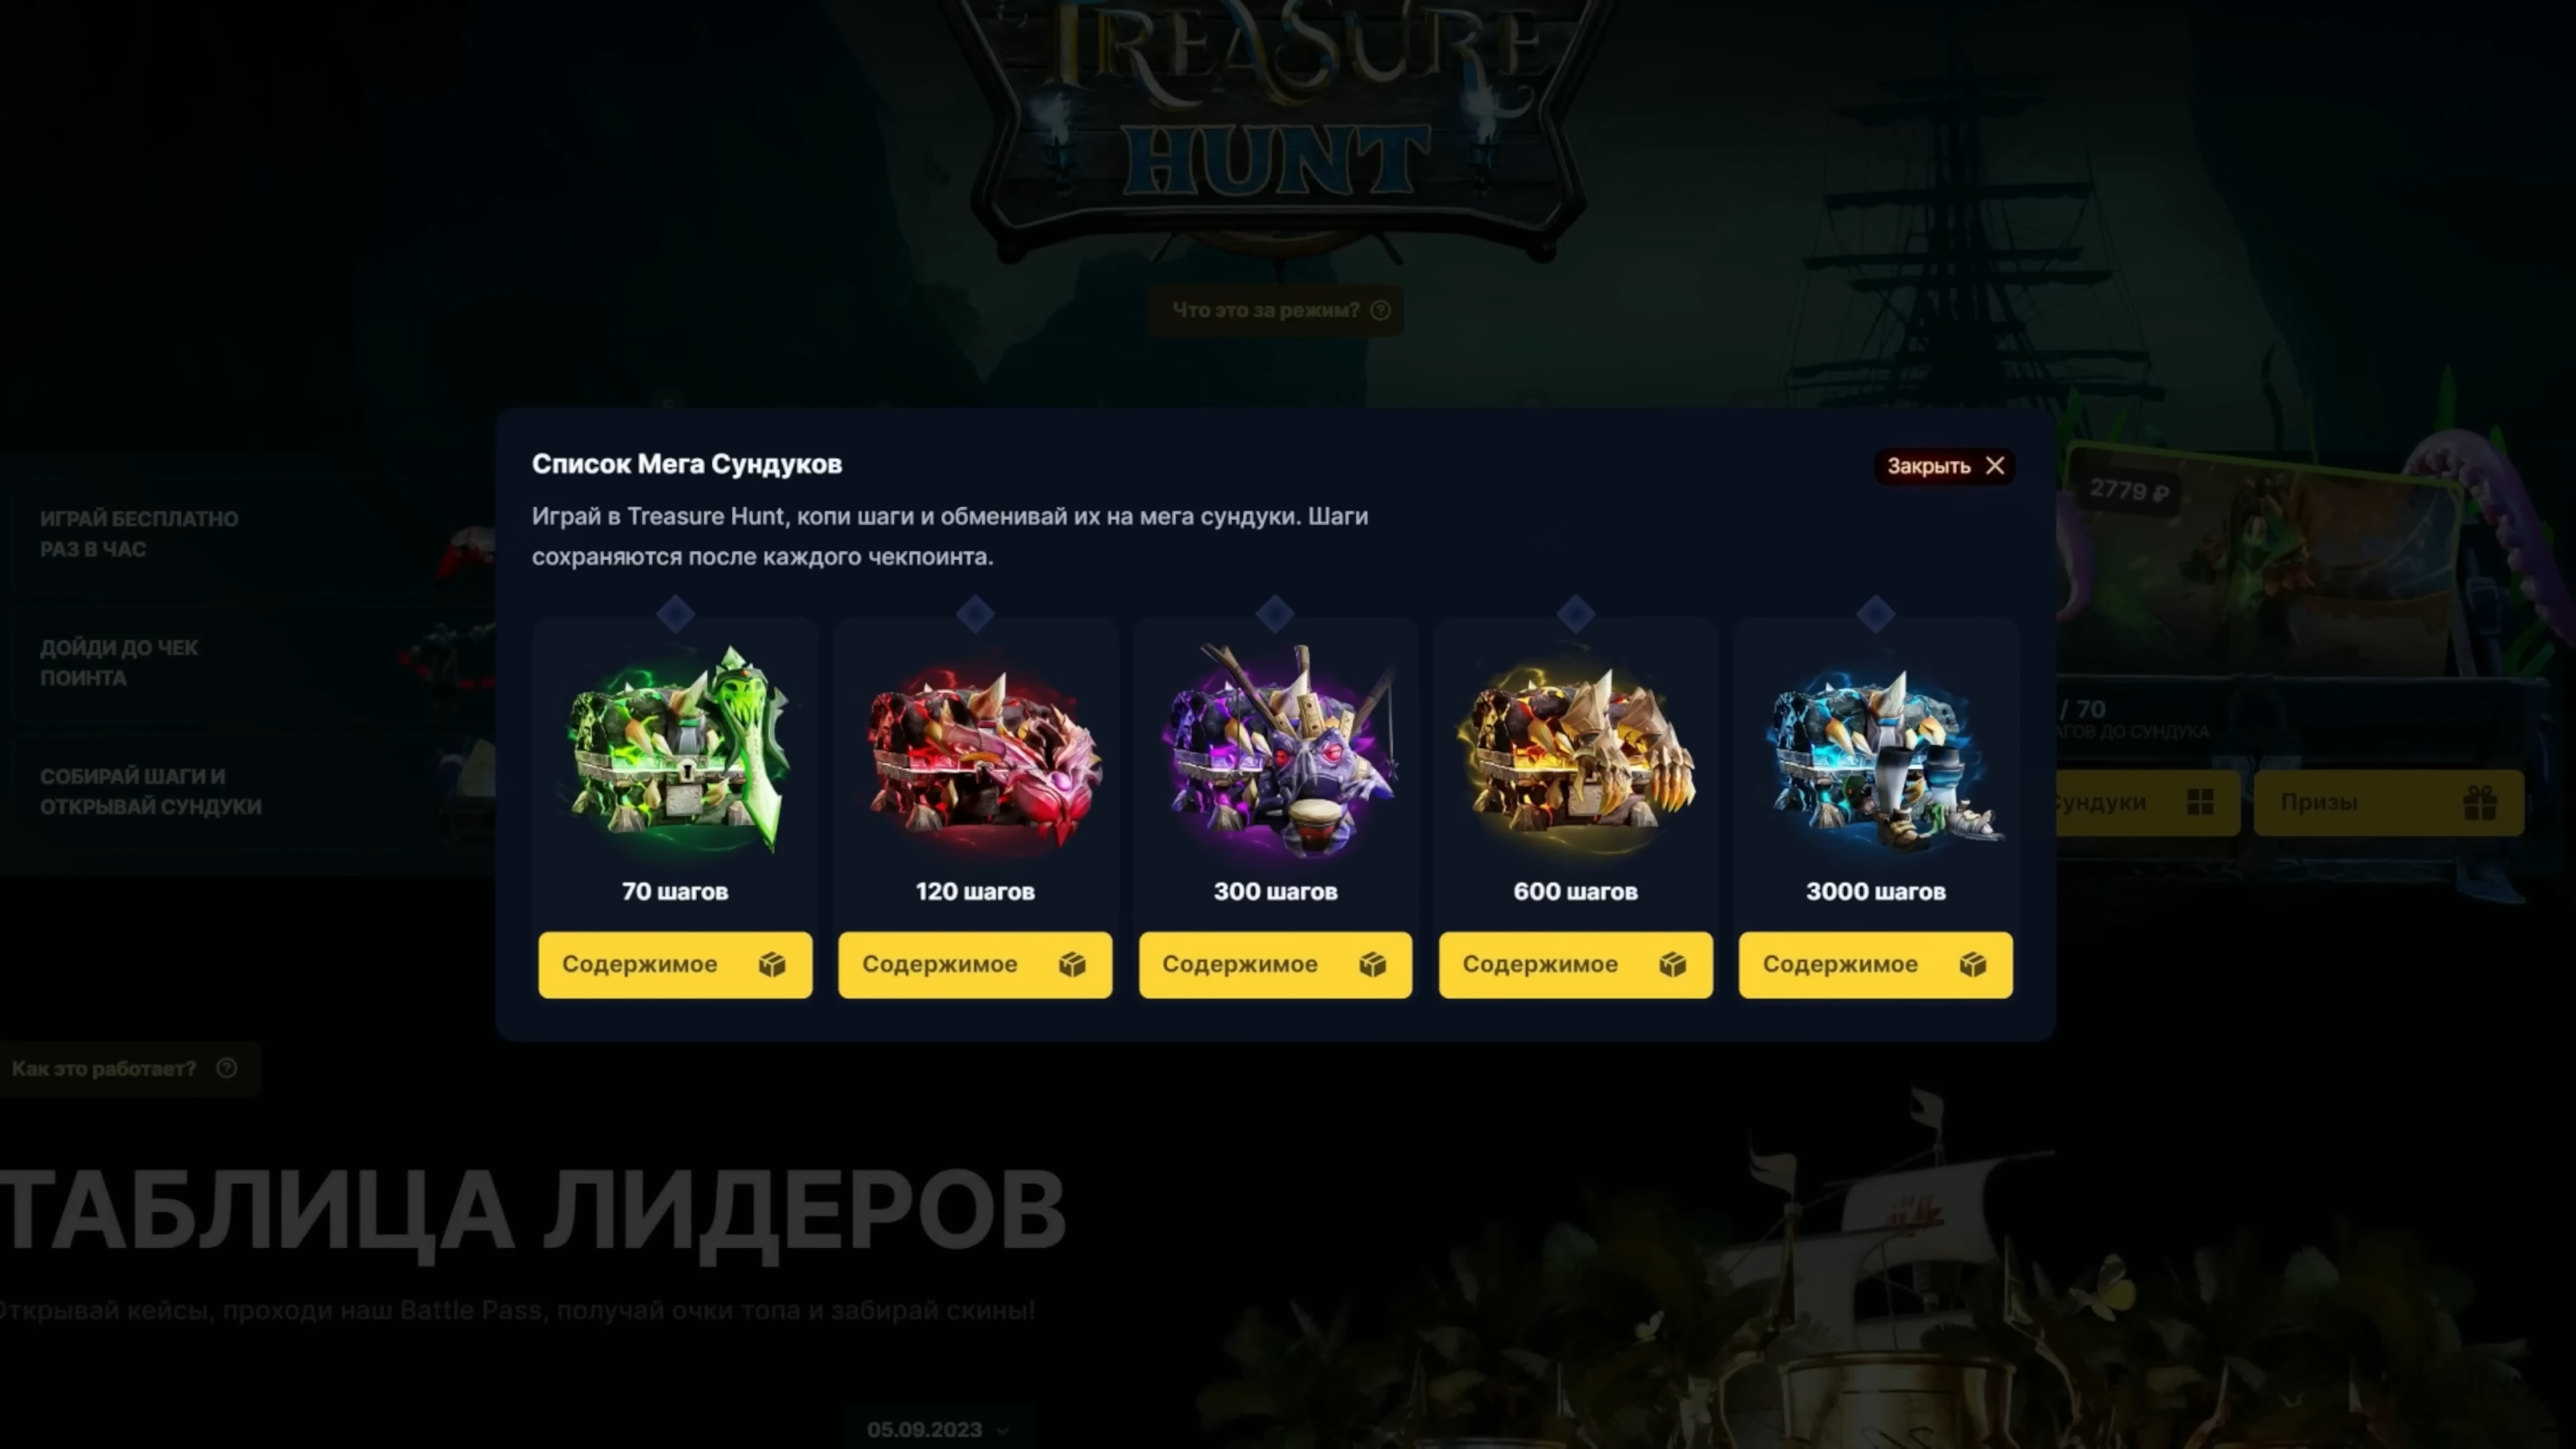 TREASURE
HUNT
Что это за режим?
Список Мега Сундуков
Закрыть
Играй в Treasure Hunt, копи шаги и обменивай их на мега сундуки. Шаги
сохраняются после каждого чекпоинта.
ИГРАЙ БЕСПЛАТНО
РАЗ В ЧАС
ДОЙДИ ДО ЧЕК
ПОИНТА
СОБИРАЙ ШАГИ И
ОТКРЫВАЙ СУНДУКИ
2779 ₽
/ 70
ДО СУНДУКА
Сундуки
Призы
70 шагов
120 шагов
300 шагов
600 шагов
3000 шагов
Содержимое
Содержимое
Содержимое
Содержимое
Содержимое
Как это работает?
ТАБЛИЦА ЛИДЕРОВ
Открывай кейсы, проходи наш Battle Pass, получай очки топа и забирай скины!
05.09.2023